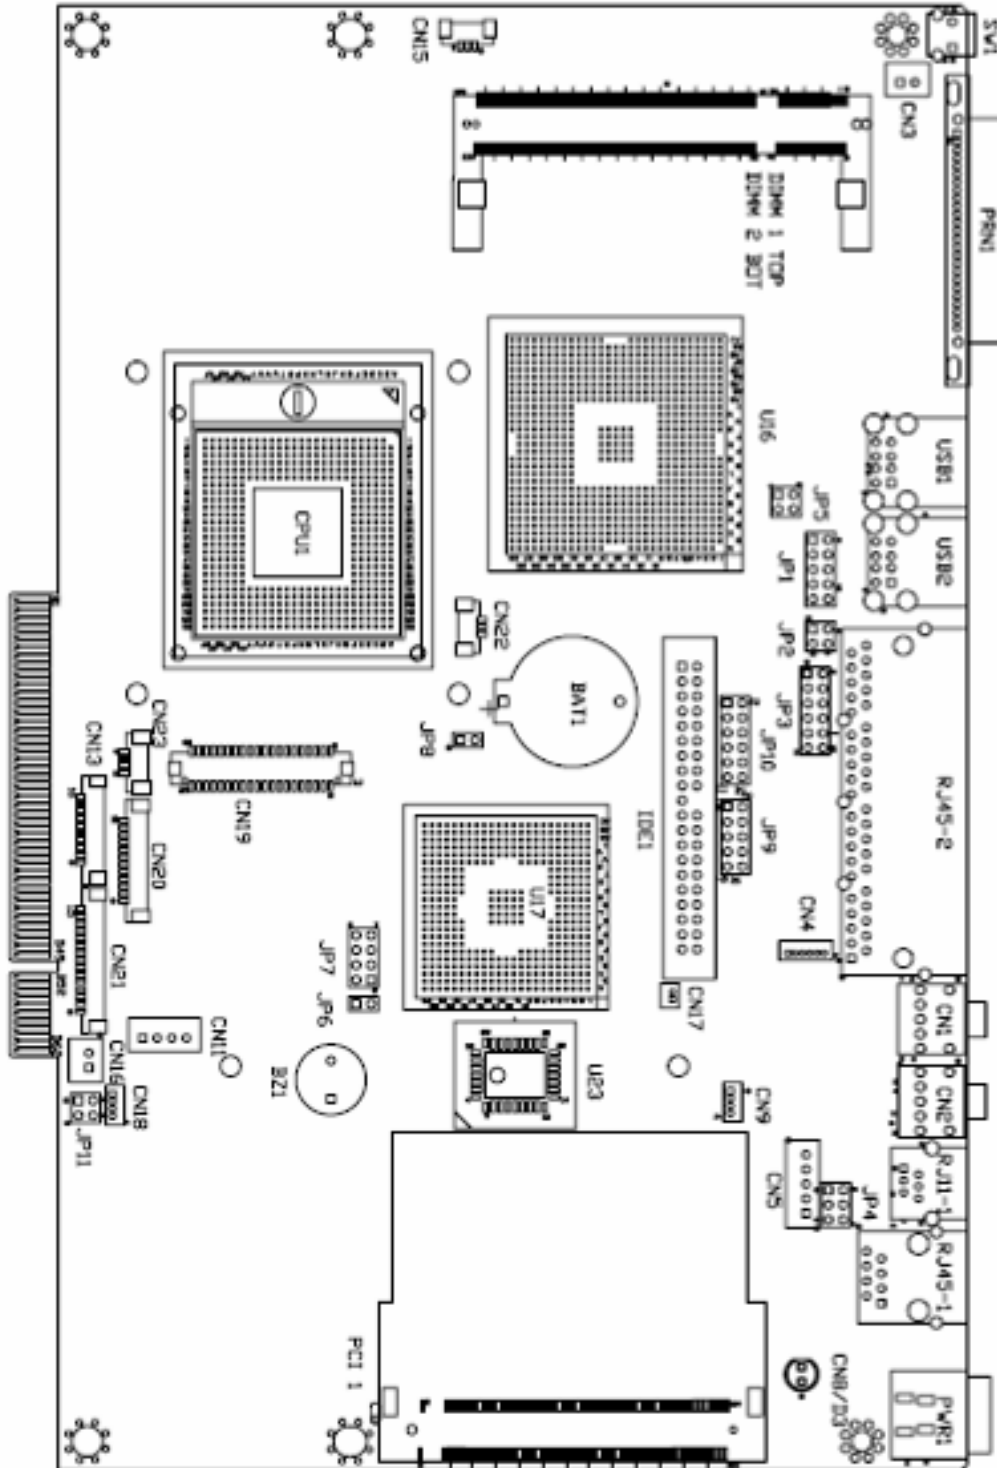 SW1
CN15
CN3
PRN1
DIMM 1 TOP
DIMM 2 BOT
U16
USB1
JP5
CPU1
USB2
JP1
CN22
JP2
BAT1
JP3
CN23
CN13
JP8
JP10
CN19
IDE1
RJ45-2
JP9
CN20
U17
CN4
JP7
CN21
JP6
CN17
CN1
CN11
CN16
BZ1
U23
CN2
CN18
CN9
JP11
RJ11-1
CN5
JP4
RJ45-1
PCI 1
CN8/D3
PWR1